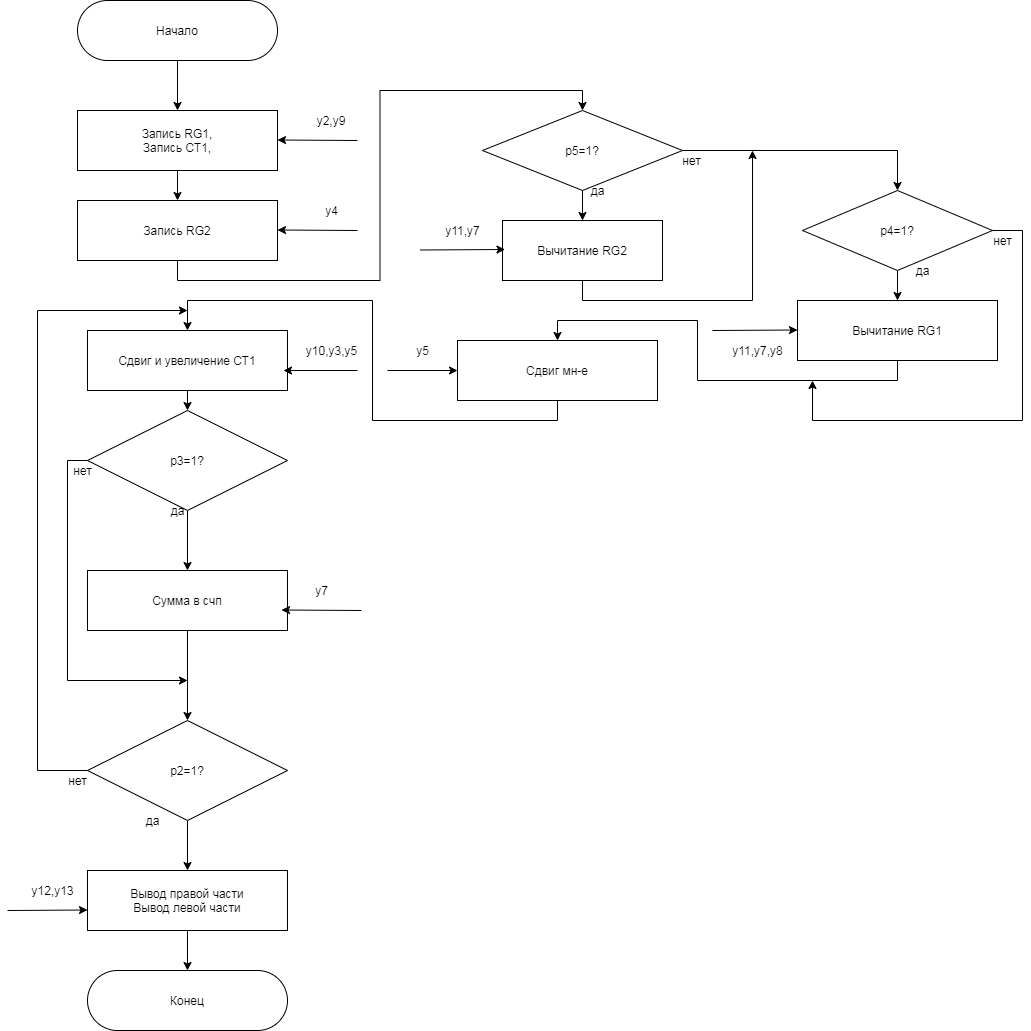 Начало
Запись RG1,
Запись CT1,
y2,y9
Запись RG2
y4
p5=1?
нет
да
y11,y7
Вычитание RG2
p4=1?
нет
да
Вычитание RG1
y11,y7,y8
Сдвиг мн-е
y5
Сдвиг и увеличение CT1
y10,y3,y5
p3=1?
нет
да
Сумма в счп
y7
p2=1?
нет
да
y12,y13
Вывод правой части
Вывод левой части
Конец